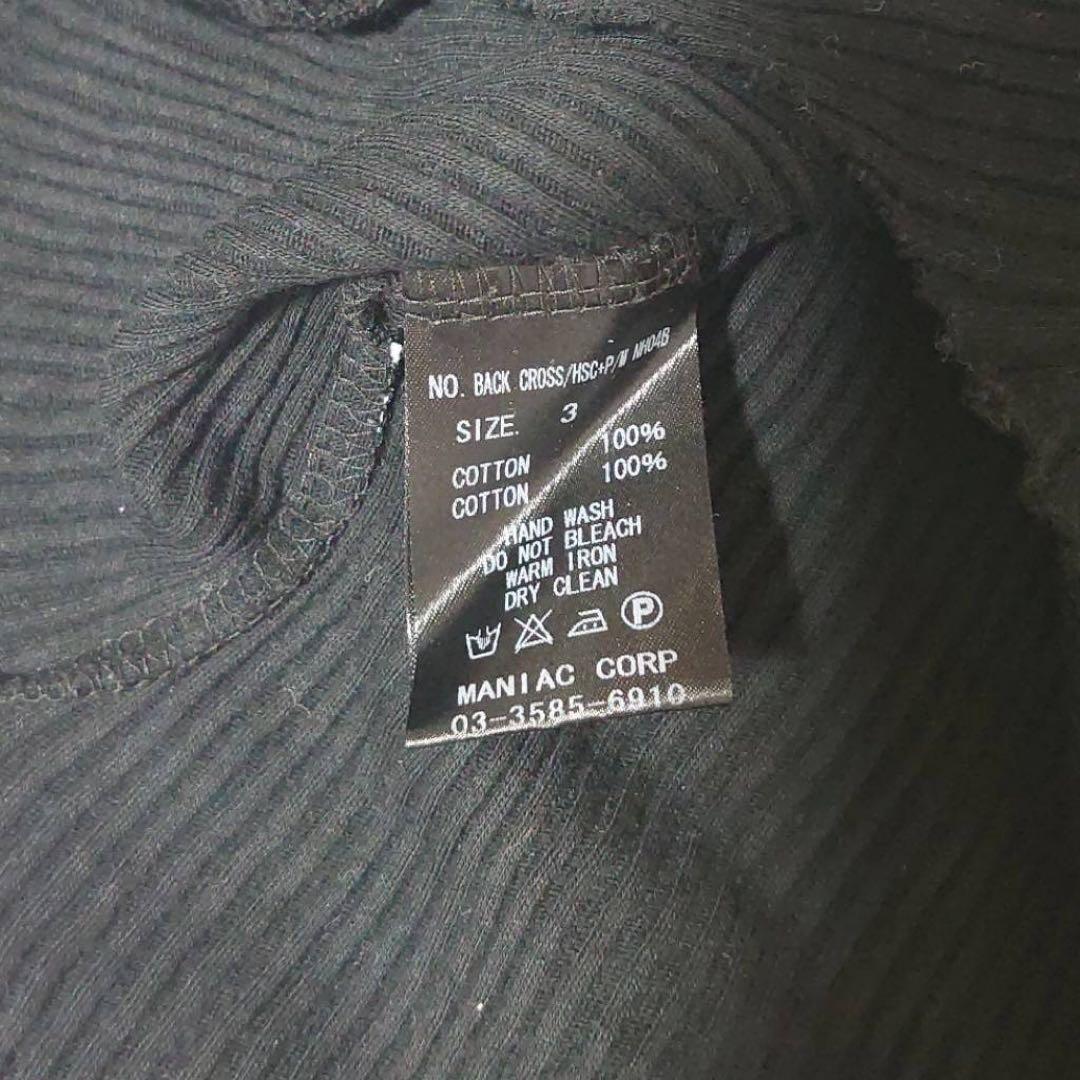 NO. BACK CROSS/HSC+P/W NH04B
SIZE. 3
COTTON 100%
COTTON 100%
HAND WASH
DO NOT BLEACH
WARM IRON
DRY CLEAN
P
MANIAC CORP
03-3585-6910